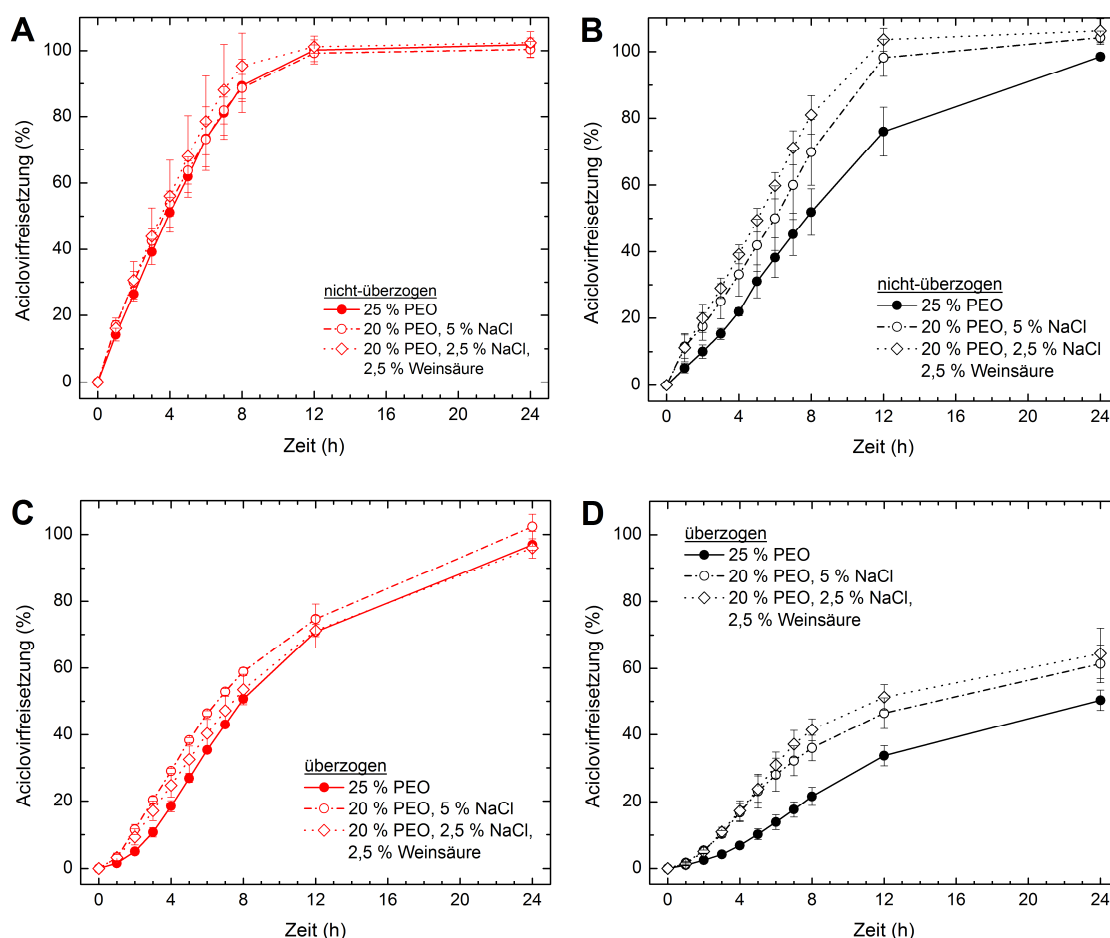 A
Aciclovirfreisetzung (%)
100
80
60
40
20
0
nicht-überzogen
25 % PEO
20 % PEO, 5 % NaCl
20 % PEO, 2,5 % NaCl,
2,5 % Weinsäure
0 4 8 12 16 20 24
Zeit (h)
B
Aciclovirfreisetzung (%)
100
80
60
40
20
0
nicht-überzogen
25 % PEO
20 % PEO, 5 % NaCl
20 % PEO, 2,5 % NaCl
2,5 % Weinsäure
0 4 8 12 16 20 24
Zeit (h)
C
Aciclovirfreisetzung (%)
100
80
60
40
20
0
überzogen
25 % PEO
20 % PEO, 5 % NaCl
20 % PEO, 2,5 % NaCl,
2,5 % Weinsäure
0 4 8 12 16 20 24
Zeit (h)
D
Aciclovirfreisetzung (%)
100
80
60
40
20
0
überzogen
25 % PEO
20 % PEO, 5 % NaCl
20 % PEO, 2,5 % NaCl,
2,5 % Weinsäure
0 4 8 12 16 20 24
Zeit (h)